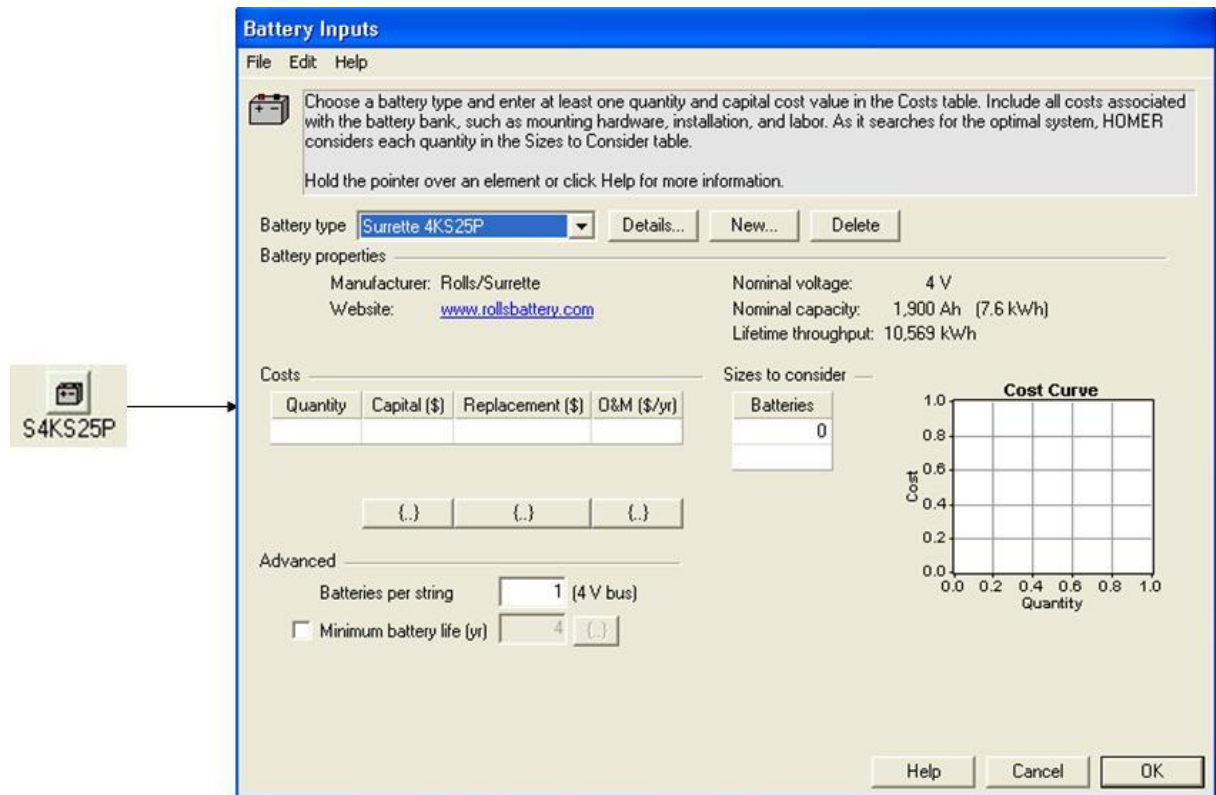 Battery Inputs
File Edit Help
Choose a battery type and enter at least one quantity and capital cost value in the Costs table. Include all costs associated
with the battery bank, such as mounting hardware, installation, and labor. As it searches for the optimal system, HOMER
considers each quantity in the Sizes to Consider table.
Hold the pointer over an element or click Help for more information.
Battery type Surrette 4KS25P Details... New... Delete
Battery properties
Manufacturer: Rolls/Surrette
Website: www.rollsbattery.com
Nominal voltage: 4 V
Nominal capacity: 1,900 Ah (7.6 kWh)
Lifetime throughput: 10,569 kWh
S4KS25P
Costs
Quantity Capital ($) Replacement ($) O&M ($/yr)
{..} {..} {..}
Sizes to consider
Batteries
0
Cost Curve
1.0
0.8
0.6
0.4
0.2
0.0
Cost
0.0 0.2 0.4 0.6 0.8 1.0
Quantity
Advanced
Batteries per string 1 (4 V bus)
Minimum battery life (yr) 4 {..}
Help Cancel OK